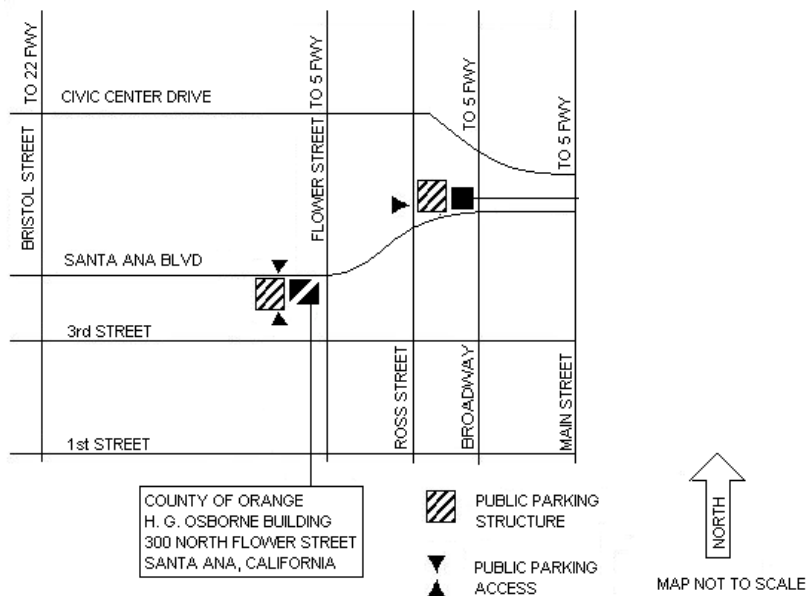 TO 22 FWY
TO 5 FWY
TO 5 FWY
TO 5 FWY
CIVIC CENTER DRIVE
BRISTOL STREET
FLOWER STREET
SANTA ANA BLVD
3rd STREET
ROSS STREET
BROADWAY
MAIN STREET
1st STREET
COUNTY OF ORANGE
H. G. OSBORNE BUILDING
300 NORTH FLOWER STREET
SANTA ANA, CALIFORNIA
PUBLIC PARKING
STRUCTURE
PUBLIC PARKING
ACCESS
NORTH
MAP NOT TO SCALE